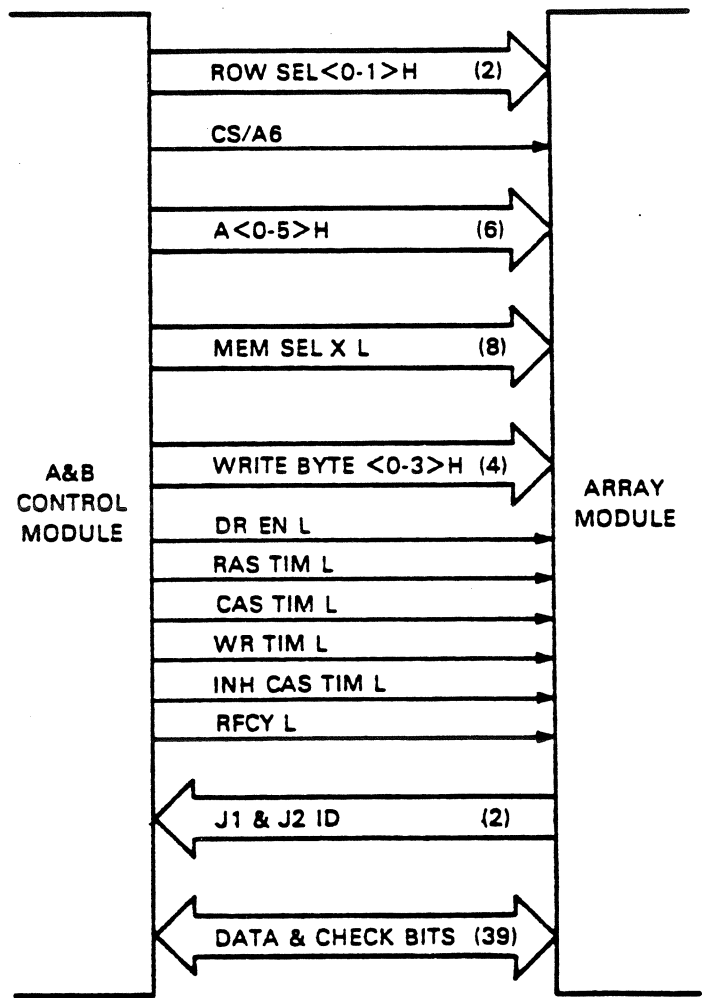 ROW SEL<0-1>H (2)
CS/A6
A<0-5>H (6)
MEM SEL X L (8)
WRITE BYTE <0-3>H (4)
A&B
CONTROL
MODULE
ARRAY
MODULE
DR EN L
RAS TIM L
CAS TIM L
WR TIM L
INH CAS TIM L
RFCY L
J1 & J2 ID (2)
DATA & CHECK BITS (39)